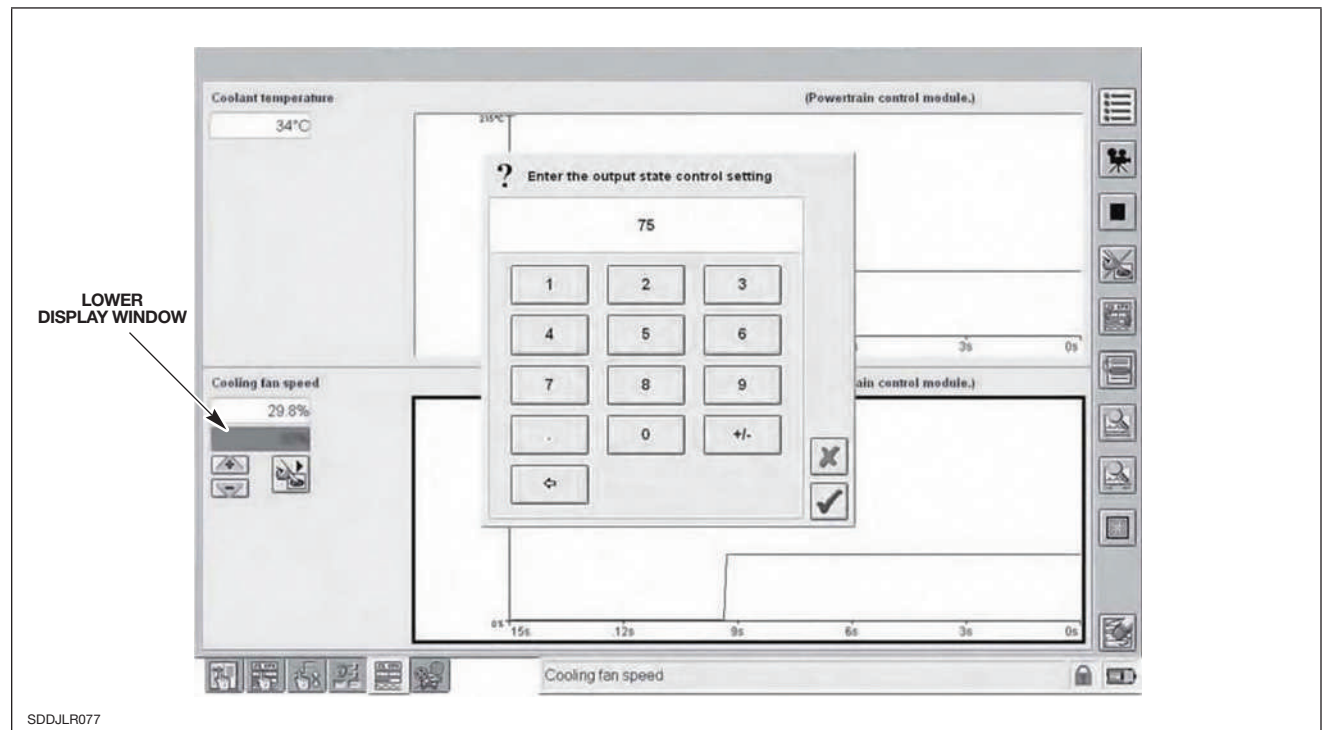 Coolant temperature
(Powertrain control module.)
34°C
215°C
? Enter the output state control setting
75
1 2 3
4 5 6
7 8 9
. 0 +/-
LOWER
DISPLAY WINDOW
3s 0s
Cooling fan speed
ain control module.)
29.8%
0%
15s 12s 9s 6s 3s 0s
Cooling fan speed
SDDJLR077